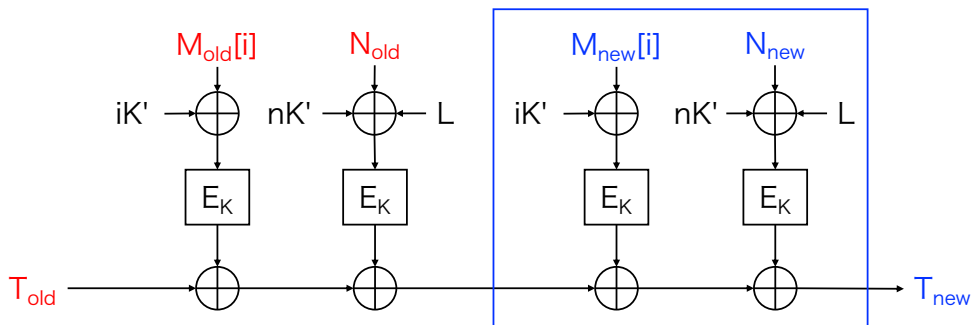 M_old[i] N_old M_new[i] N_new
iK' nK' L iK' nK' L
E_K E_K E_K E_K
T_old T_new